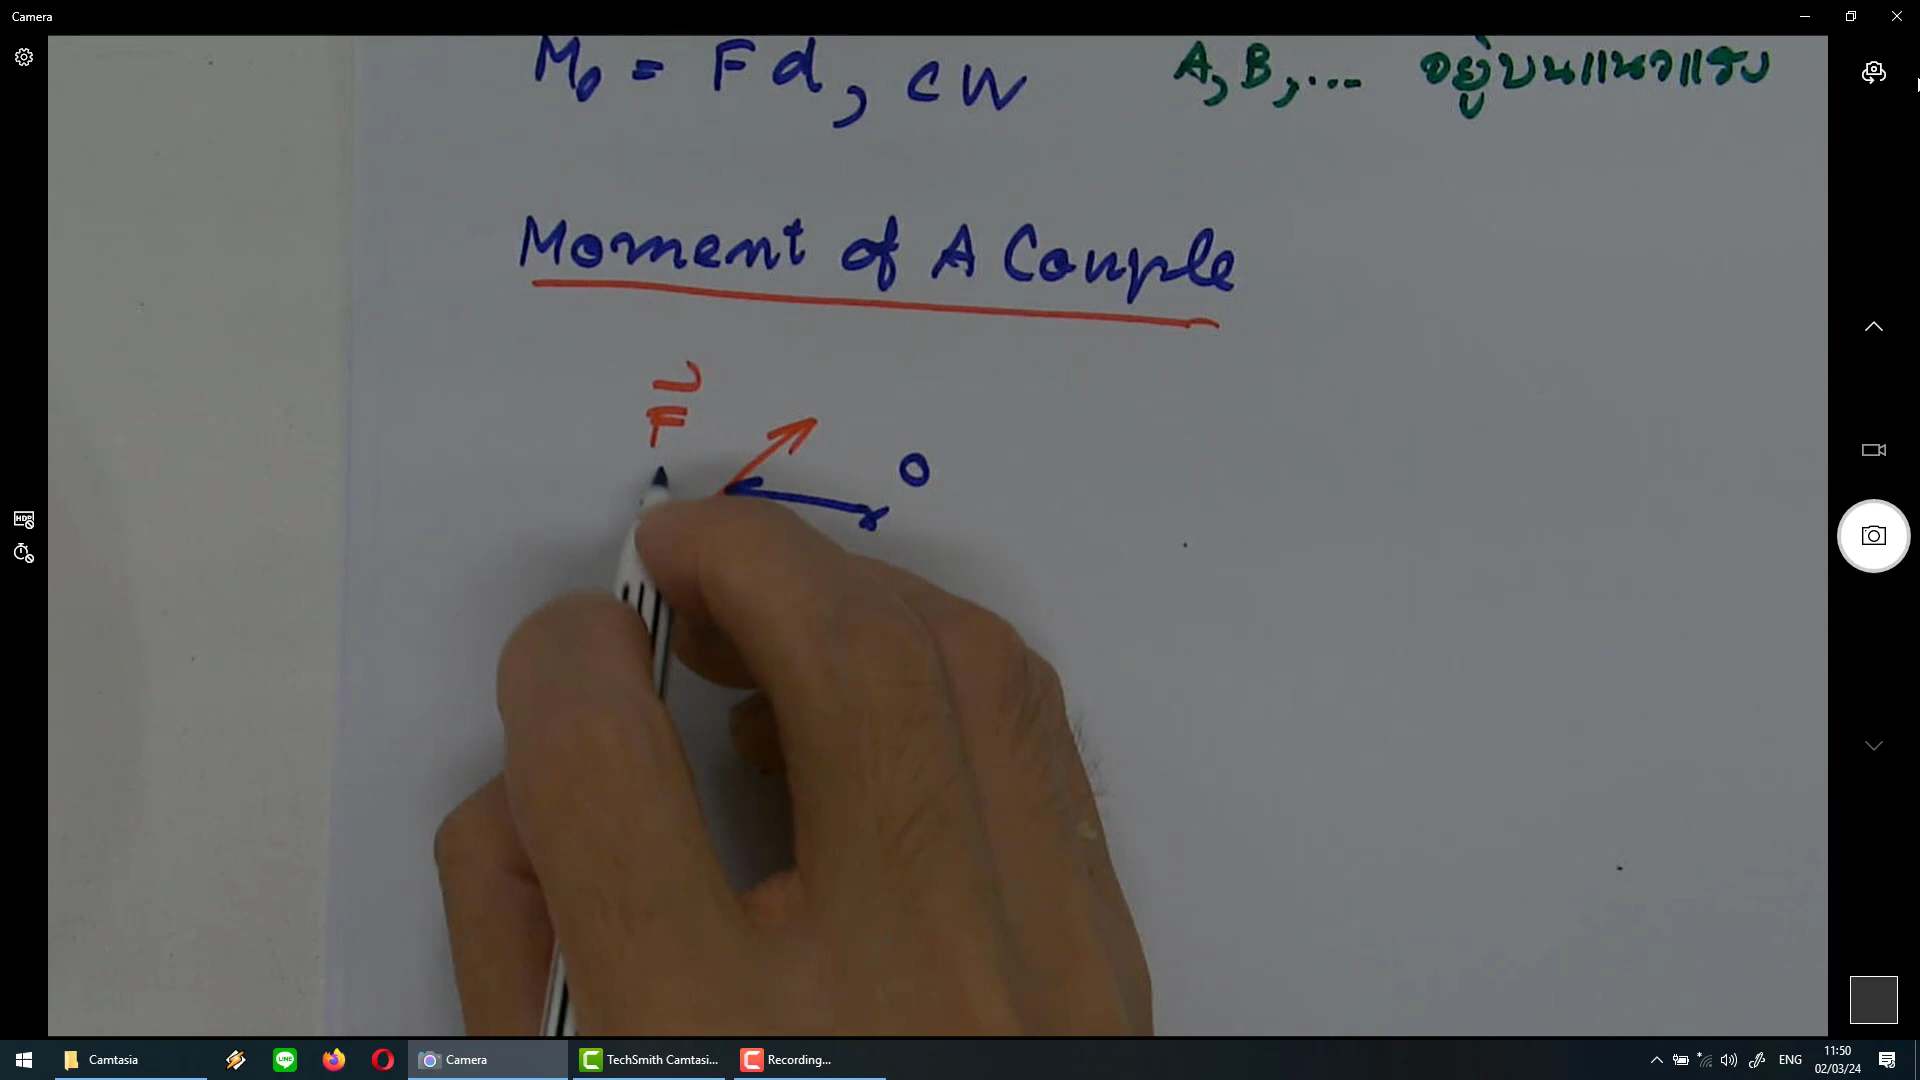 Camera
M₀ = Fd, CW
A, B, ... อยู่บนแนวแรง
Moment of A Couple
F⃗
O
Camtasia
Camera
TechSmith Camtasi...
Recording...
ENG
11:50
02/03/24